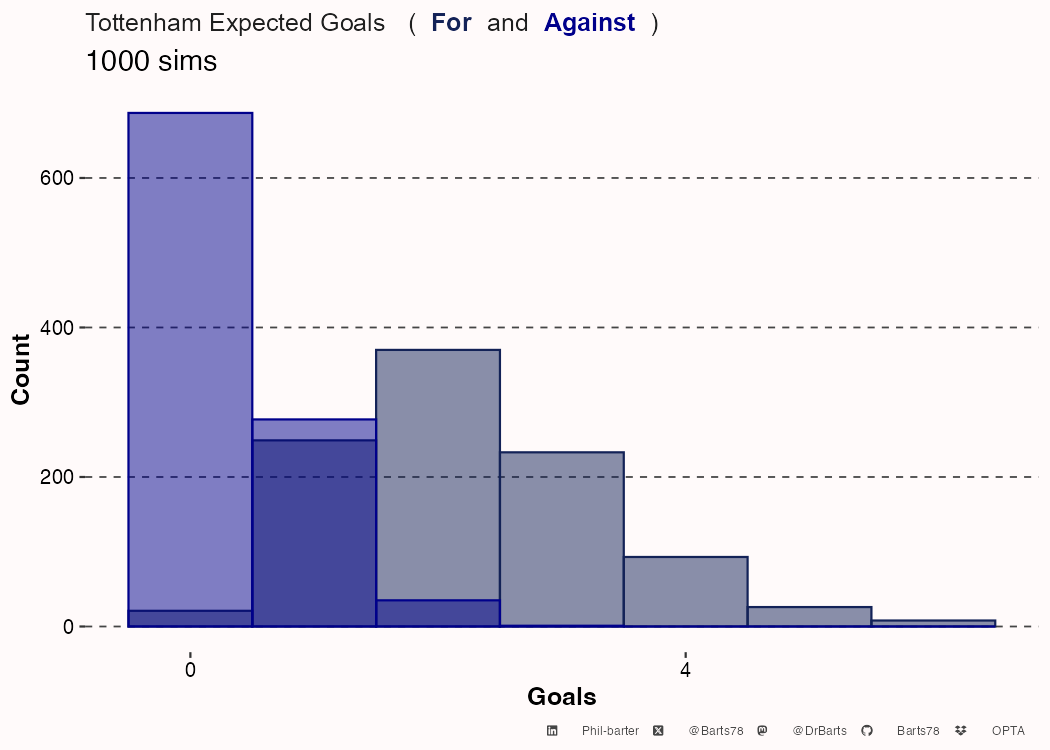 Tottenham Expected Goals ( For and Against )
1000 sims
600
400
200
0
Count
0 4
Goals
Phil-barter @Barts78 @DrBarts Barts78 OPTA